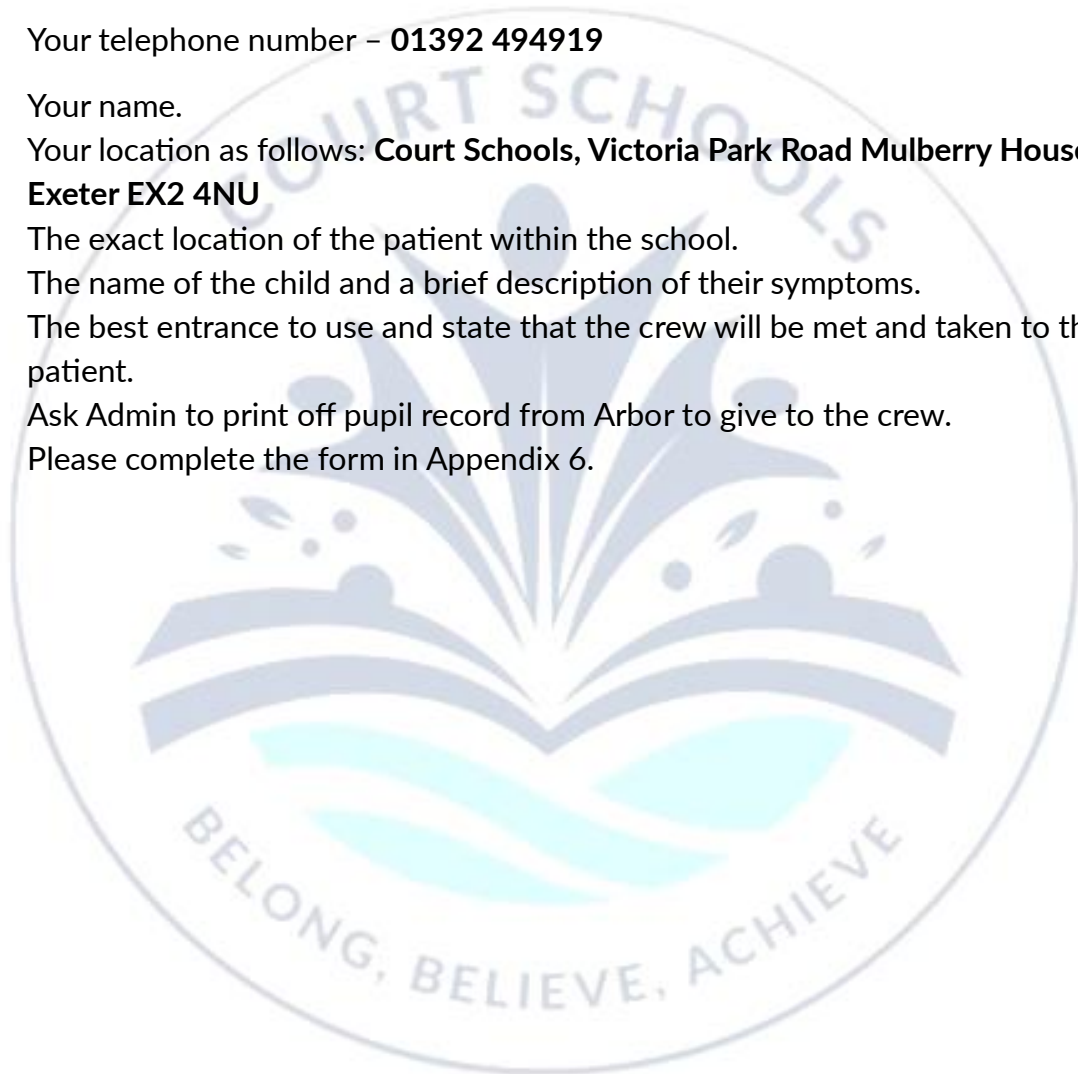 Your telephone number – 01392 494919
Your name.
Your location as follows: Court Schools, Victoria Park Road Mulberry House
Exeter EX2 4NU
The exact location of the patient within the school.
The name of the child and a brief description of their symptoms.
The best entrance to use and state that the crew will be met and taken to th
patient.
Ask Admin to print off pupil record from Arbor to give to the crew.
Please complete the form in Appendix 6.
COURT SCHOOLS
BELONG, BELIEVE, ACHIEVE